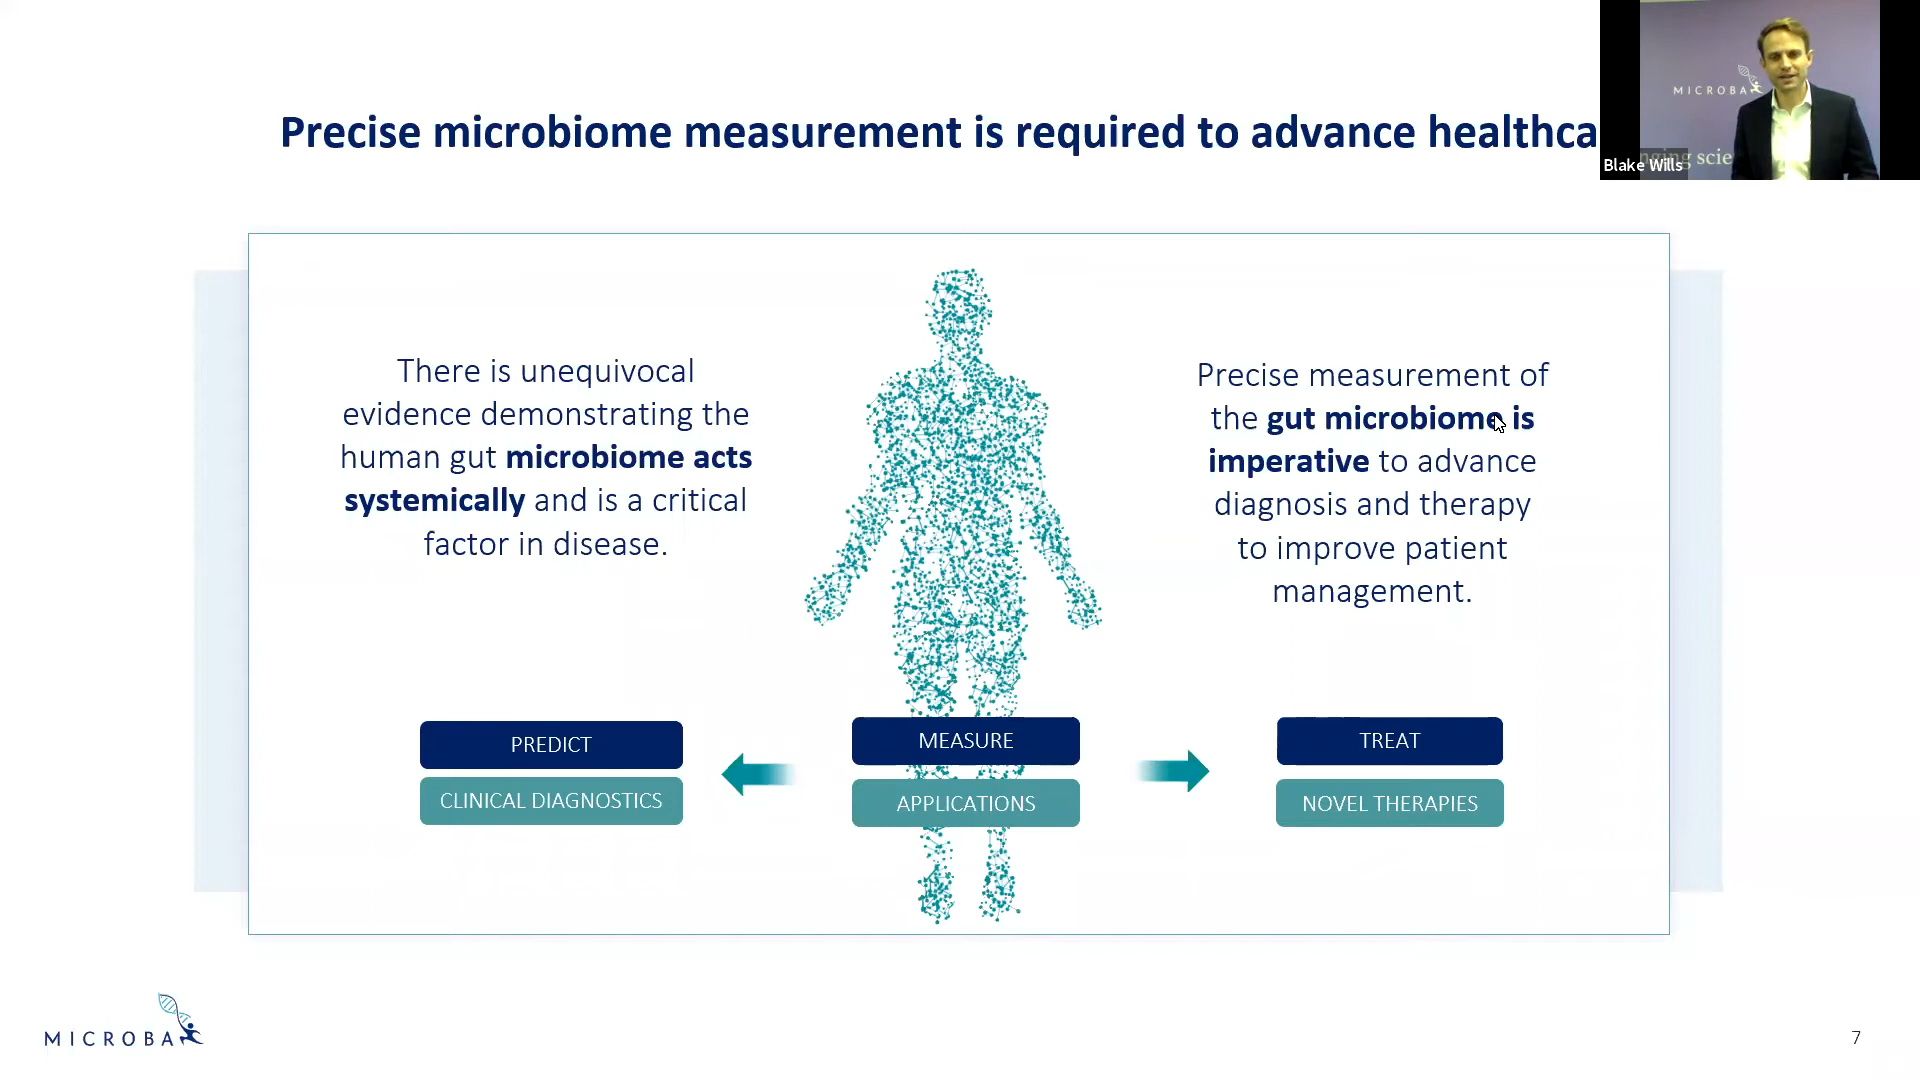 Precise microbiome measurement is required to advance healthca
MICROBA
nging scie
Blake Wills
There is unequivocal
evidence demonstrating the
human gut microbiome acts
systemically and is a critical
factor in disease.
Precise measurement of
the gut microbiome is
imperative to advance
diagnosis and therapy
to improve patient
management.
PREDICT
CLINICAL DIAGNOSTICS
MEASURE
APPLICATIONS
TREAT
NOVEL THERAPIES
MICROBA
7